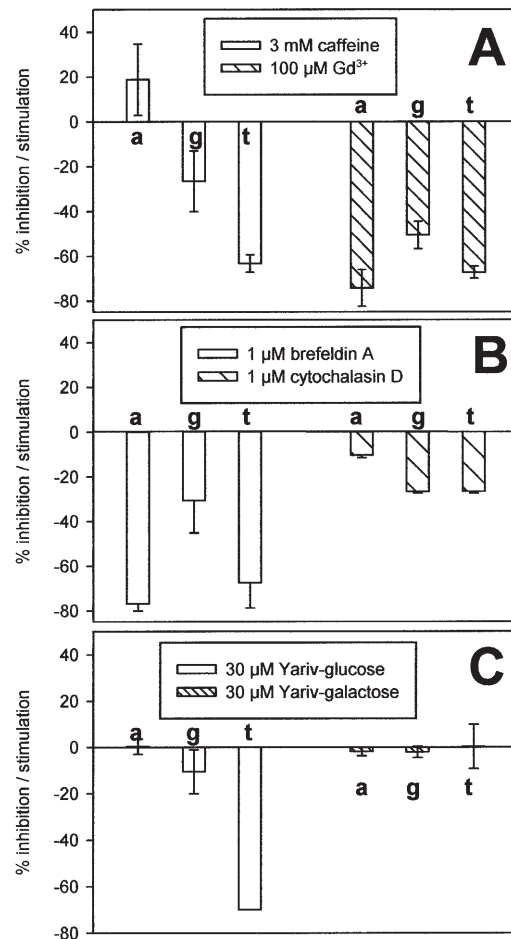 A
3 mM caffeine
100 µM Gd³⁺
% inhibition / stimulation
40
20
0
-20
-40
-60
-80
a g t a g t
B
1 µM brefeldin A
1 µM cytochalasin D
% inhibition / stimulation
40
20
0
-20
-40
-60
-80
a g t a g t
C
30 µM Yariv-glucose
30 µM Yariv-galactose
% inhibition / stimulation
40
20
0
-20
-40
-60
-80
a g t a g t